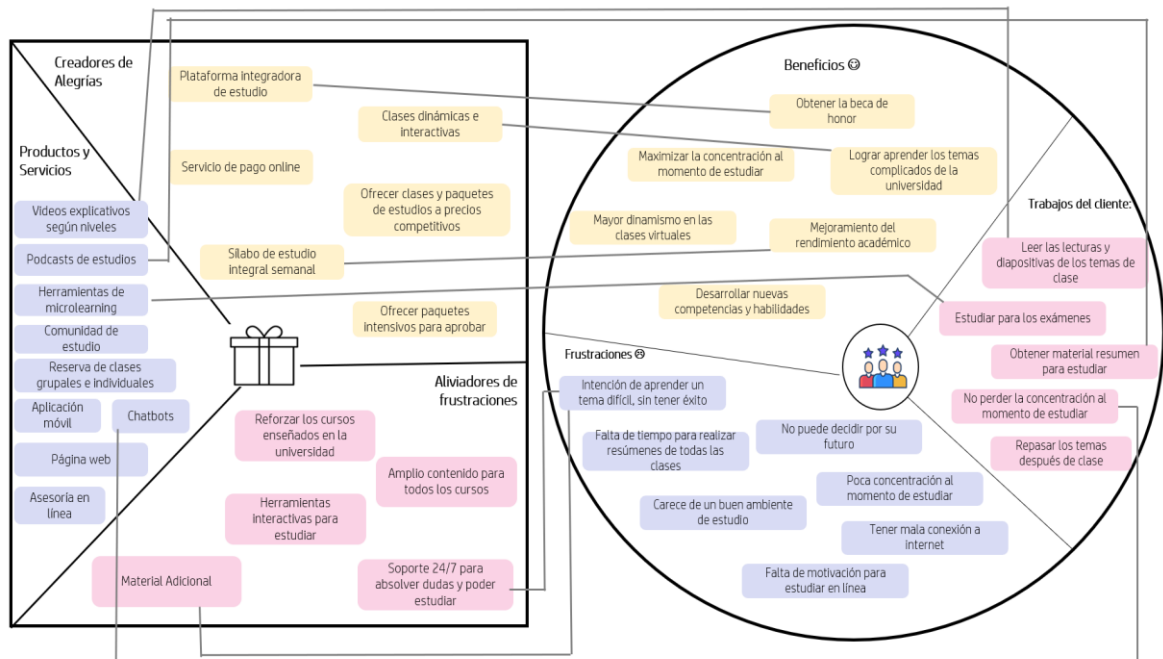 Creadores de
Alegrías
Plataforma integradora
de estudio
Clases dinámicas e
interactivas
Servicio de pago online
Ofrecer clases y paquetes
de estudios a precios
competitivos
Sílabo de estudio
integral semanal
Ofrecer paquetes
intensivos para aprobar
Productos y
Servicios
Videos explicativos
según niveles
Podcasts de estudios
Herramientas de
microlearning
Comunidad de
estudio
Reserva de clases
grupales e individuales
Aplicación
móvil
Chatbots
Página web
Asesoría en
línea
Aliviadores de
frustraciones
Reforzar los cursos
enseñados en la
universidad
Amplio contenido para
todos los cursos
Herramientas
interactivas para
estudiar
Material Adicional
Soporte 24/7 para
absolver dudas y poder
estudiar
Beneficios ☺
Obtener la beca de
honor
Maximizar la concentración al
momento de estudiar
Lograr aprender los temas
complicados de la
universidad
Mayor dinamismo en las
clases virtuales
Mejoramiento del
rendimiento académico
Desarrollar nuevas
competencias y habilidades
Trabajos del cliente:
Leer las lecturas y
diapositivas de los temas de
clase
Estudiar para los exámenes
Obtener material resumen
para estudiar
No perder la concentración al
momento de estudiar
Repasar los temas
después de clase
Frustraciones ☹
Intención de aprender un
tema difícil, sin tener éxito
Falta de tiempo para realizar
resúmenes de todas las
clases
No puede decidir por su
futuro
Poca concentración al
momento de estudiar
Carece de un buen ambiente
de estudio
Tener mala conexión a
internet
Falta de motivación para
estudiar en línea